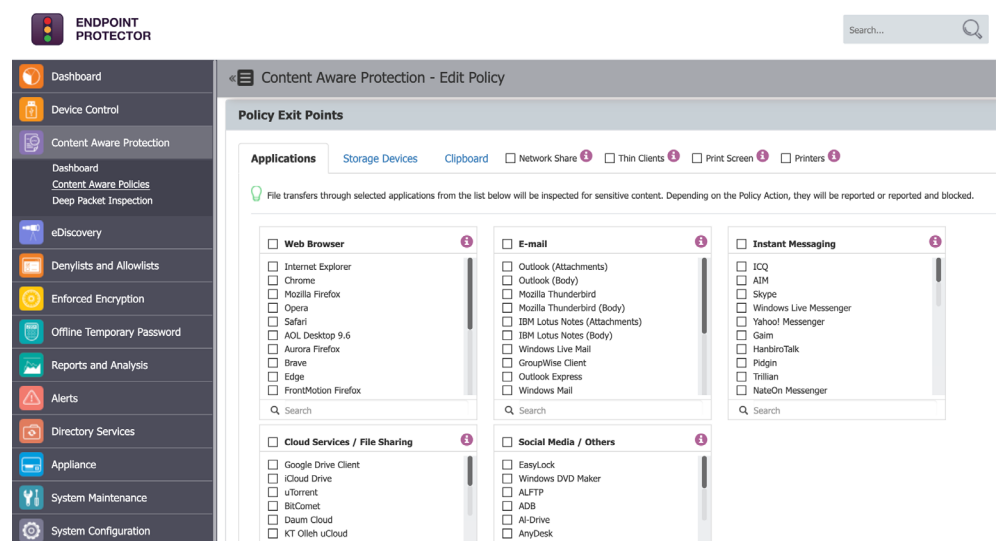 ENDPOINT
PROTECTOR
Search...
Dashboard
Device Control
Content Aware Protection
Dashboard
Content Aware Policies
Deep Packet Inspection
eDiscovery
Denylists and Allowlists
Enforced Encryption
Offline Temporary Password
Reports and Analysis
Alerts
Directory Services
Appliance
System Maintenance
System Configuration
« Content Aware Protection - Edit Policy
Policy Exit Points
Applications Storage Devices Clipboard Network Share i Thin Clients i Print Screen i Printers i
File transfers through selected applications from the list below will be inspected for sensitive content. Depending on the Policy Action, they will be reported or reported and blocked.
Web Browser i
Internet Explorer
Chrome
Mozilla Firefox
Opera
Safari
AOL Desktop 9.6
Aurora Firefox
Brave
Edge
FrontMotion Firefox
Search
E-mail i
Outlook (Attachments)
Outlook (Body)
Mozilla Thunderbird
Mozilla Thunderbird (Body)
IBM Lotus Notes (Attachments)
IBM Lotus Notes (Body)
Windows Live Mail
GroupWise Client
Outlook Express
Windows Mail
Search
Instant Messaging i
ICQ
AIM
Skype
Windows Live Messenger
Yahoo! Messenger
Gaim
HanbiroTalk
Pidgin
Trillian
NateOn Messenger
Search
Cloud Services / File Sharing i
Google Drive Client
iCloud Drive
uTorrent
BitComet
Daum Cloud
KT Olleh uCloud
Social Media / Others i
EasyLock
Windows DVD Maker
ALFTP
ADB
Al-Drive
AnyDesk